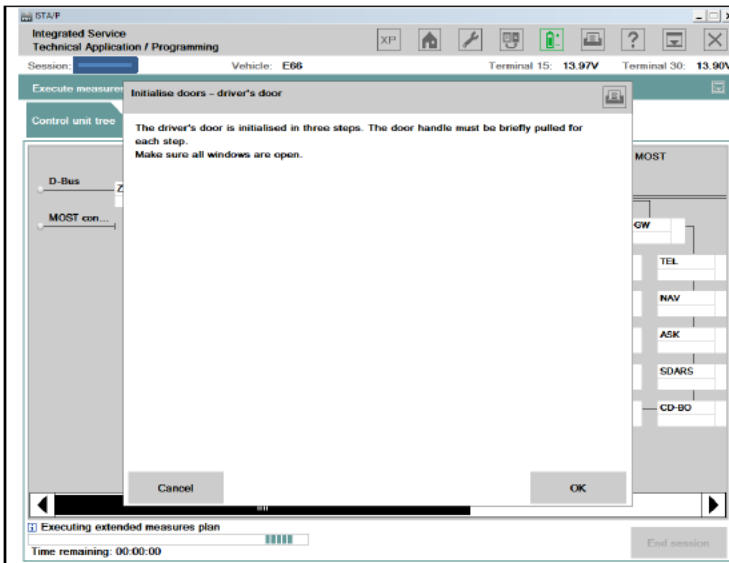 ISTA/P
Integrated Service
Technical Application / Programming
XP
?
Session:
Vehicle: E66
Terminal 15: 13.97V
Terminal 30: 13.90V
Execute measure
Initialise doors – driver's door
Control unit tree
The driver's door is initialised in three steps. The door handle must be briefly pulled for
each step.
Make sure all windows are open.
MOST
D-Bus
Z
MOST con...
GW
TEL
NAV
ASK
SDARS
CD-BO
Cancel
OK
i Executing extended measures plan
Time remaining: 00:00:00
End session